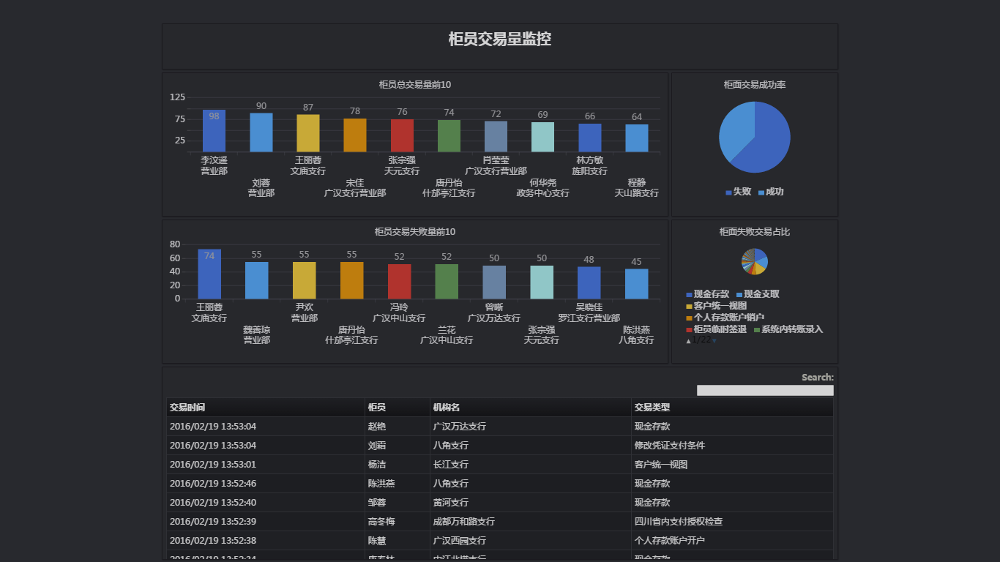 柜员交易量监控
柜员总交易量前10
125
75
25
98
90
87
78
76
74
72
69
66
64
李汶遥
营业部
刘蓉
营业部
王丽蓉
文庙支行
宋佳
广汉支行营业部
张宗强
天元支行
唐丹怡
什邡亭江支行
肖莹莹
广汉支行营业部
何华尧
政务中心支行
林方敏
旌阳支行
程静
天山路支行
柜面交易成功率
失败 成功
柜员交易失败量前10
80
60
40
20
0
74
55
55
55
52
52
50
50
48
45
王丽蓉
文庙支行
魏善琼
营业部
尹欢
营业部
唐丹怡
什邡亭江支行
冯玲
广汉中山支行
兰花
广汉中山支行
曾晰
广汉万达支行
张宗强
天元支行
吴晓佳
罗江支行营业部
陈洪燕
八角支行
柜面失败交易占比
现金存款 现金支取
客户统一视图
个人存款账户销户
柜员临时签退 系统内转账录入
▲1/22▼
Search:
交易时间 柜员 机构名 交易类型
2016/02/19 13:53:04 赵艳 广汉万达支行 现金存款
2016/02/19 13:53:04 刘霜 八角支行 修改凭证支付条件
2016/02/19 13:53:01 杨洁 长江支行 客户统一视图
2016/02/19 13:52:46 陈洪燕 八角支行 现金存款
2016/02/19 13:52:40 邹蓉 黄河支行 现金存款
2016/02/19 13:52:39 高冬梅 成都万和路支行 四川省内支付授权检查
2016/02/19 13:52:38 陈慧 广汉西园支行 个人存款账户开户
2016/02/19 13:52:34 现金存款